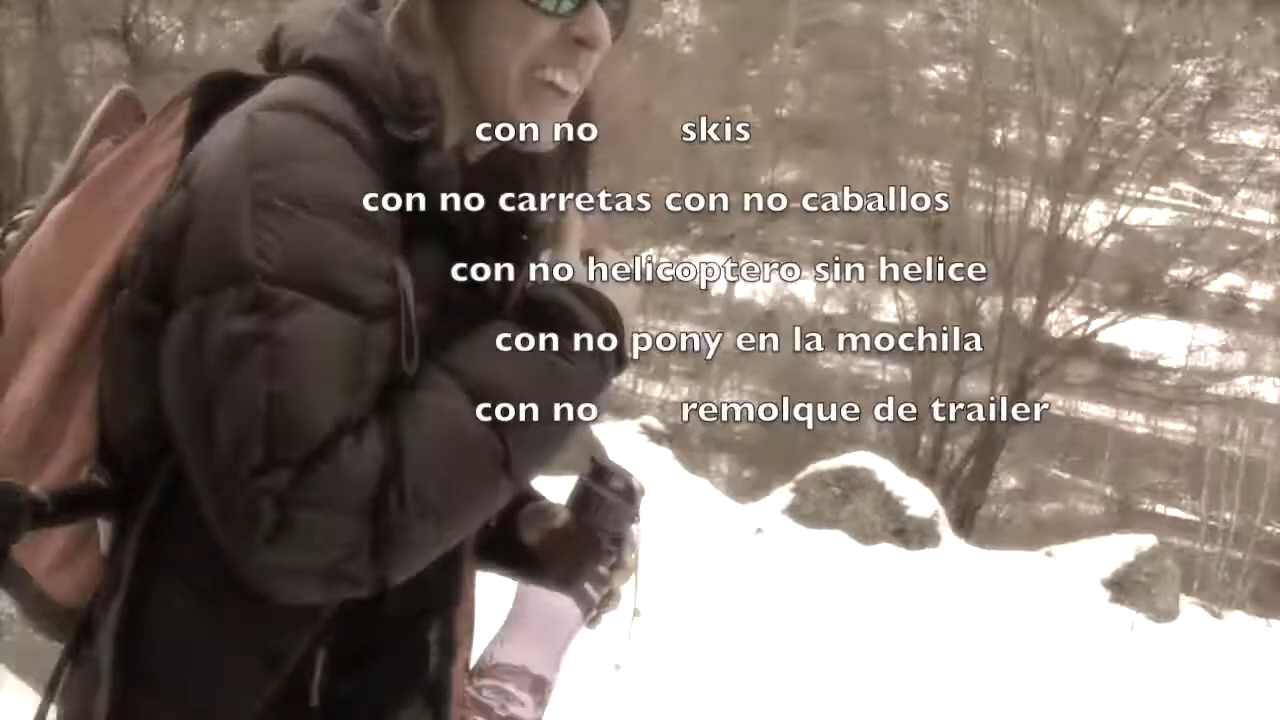 con no skis
con no carretas con no caballos
con no helicoptero sin helice
con no pony en la mochila
con no remolque de trailer